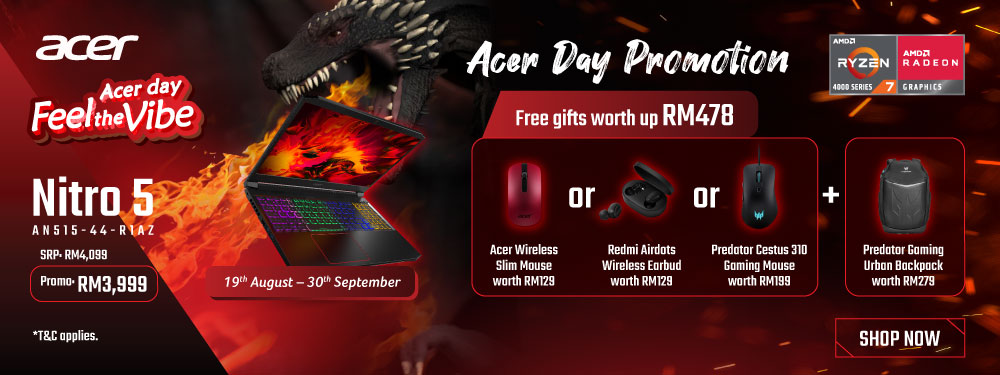 acer
Acer day
Feel the Vibe
Nitro 5
AN515-44-R1AZ
SRP: RM4,099
Promo: RM3,999
*T&C applies.
19th August – 30th September
Acer Day Promotion
AMD
RYZEN
4000 SERIES 7
AMD
RADEON
GRAPHICS
Free gifts worth up RM478
acer
Acer Wireless
Slim Mouse
worth RM129
or
Redmi Airdots
Wireless Earbud
worth RM129
or
Predator Cestus 310
Gaming Mouse
worth RM199
+
Predator Gaming
Urban Backpack
worth RM279
SHOP NOW